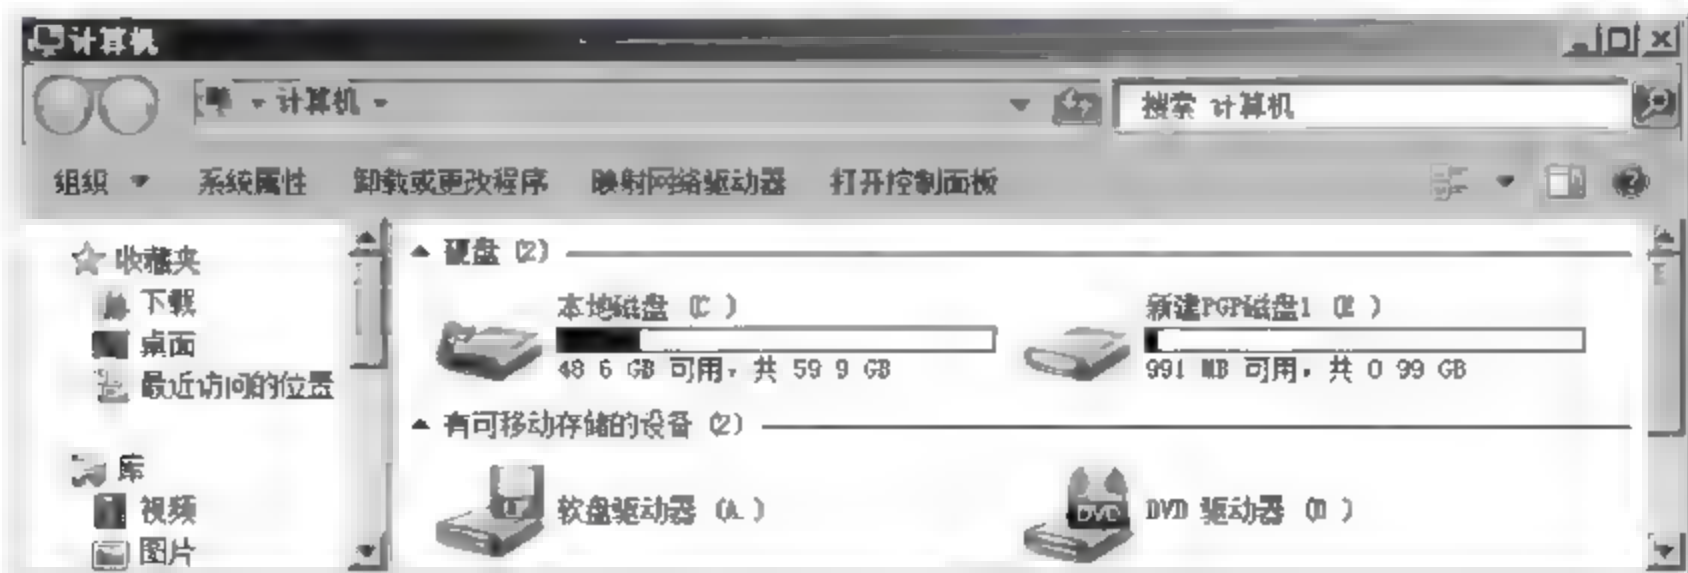 计算机
计算机
搜索 计算机
组织 系统属性 卸载或更改程序 映射网络驱动器 打开控制面板
收藏夹
下载
桌面
最近访问的位置
库
视频
图片
硬盘 (2)
本地磁盘 (C )
48 6 GB 可用，共 59 9 GB
新建PGP磁盘1 (E )
991 MB 可用，共 0 99 GB
有可移动存储的设备 (2)
软盘驱动器 (A )
DVD
DVD 驱动器 (D )